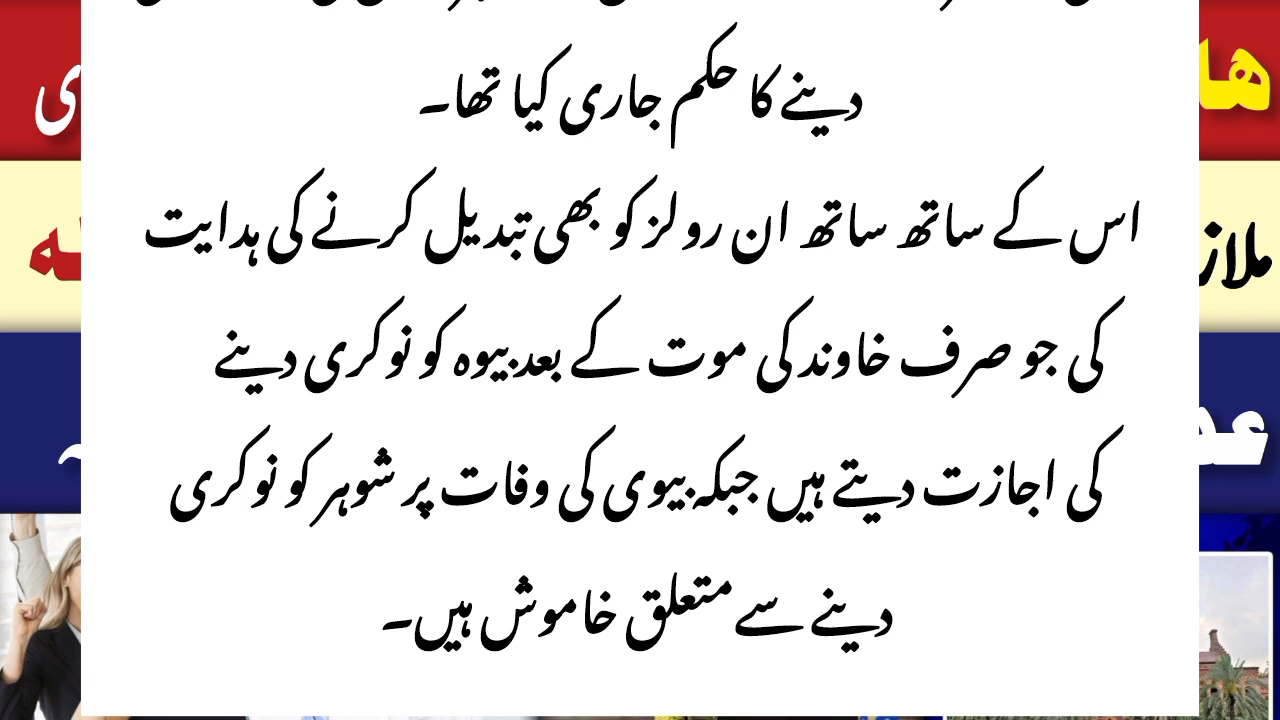 دینے کا حکم جاری کیا تھا۔
اس کے ساتھ ساتھ ان رولز کو بھی تبدیل کرنے کی ہدایت
کی جو صرف خاوند کی موت کے بعد بیوہ کو نوکری دینے
کی اجازت دیتے ہیں جبکہ بیوی کی وفات پر شوہر کو نوکری
دینے سے متعلق خاموش ہیں۔